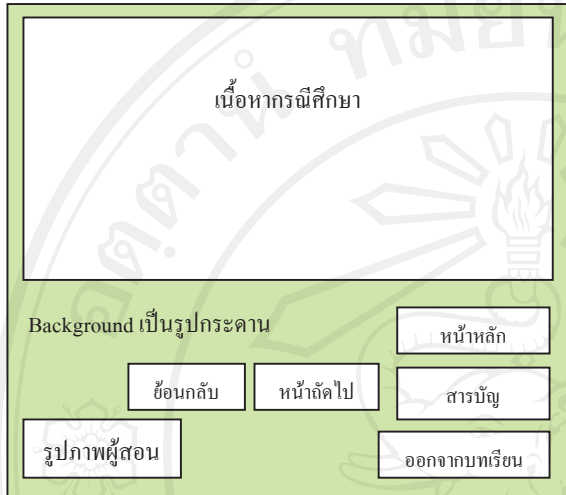 เนื้อหากรณีศึกษา
Background เป็นรูปกระดาน
หน้าหลัก
ย้อนกลับ
หน้าถัดไป
สารบัญ
รูปภาพผู้สอน
ออกจากบทเรียน